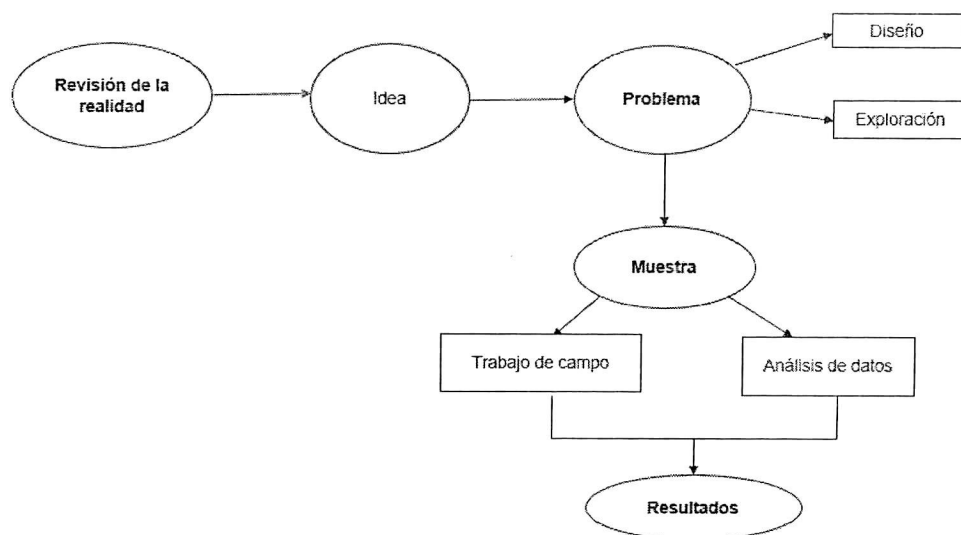 Revisión de la
realidad
Idea
Problema
Diseño
Exploración
Muestra
Trabajo de campo
Análisis de datos
Resultados